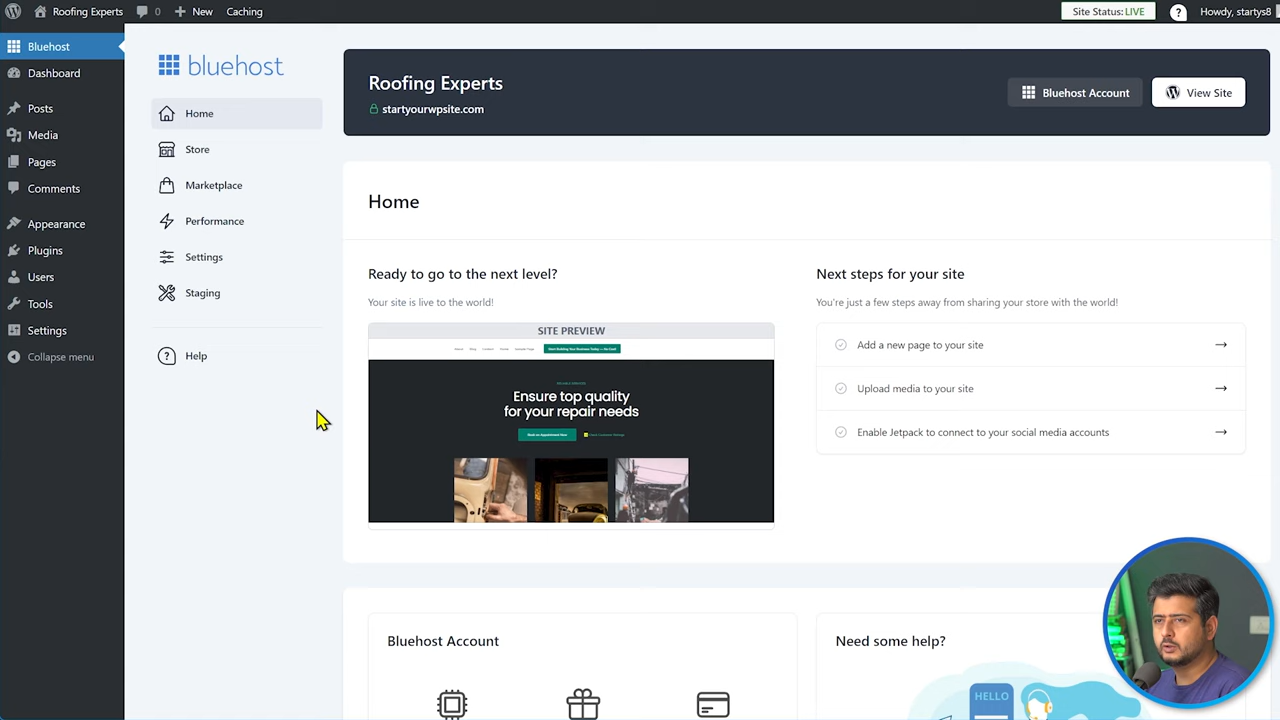 Roofing Experts
0
New
Caching
Site Status: LIVE
?
Howdy, startys8
Bluehost
Dashboard
Posts
Media
Pages
Comments
Appearance
Plugins
Users
Tools
Settings
Collapse menu
bluehost
Home
Store
Marketplace
Performance
Settings
Staging
? Help
Roofing Experts
startyourwpsite.com
Bluehost Account
View Site
Home
Ready to go to the next level?
Your site is live to the world!
SITE PREVIEW
Ensure top quality
for your repair needs
Book an Appointment Now
Next steps for your site
You're just a few steps away from sharing your store with the world!
Add a new page to your site
Upload media to your site
Enable Jetpack to connect to your social media accounts
Bluehost Account
Need some help?
HELLO